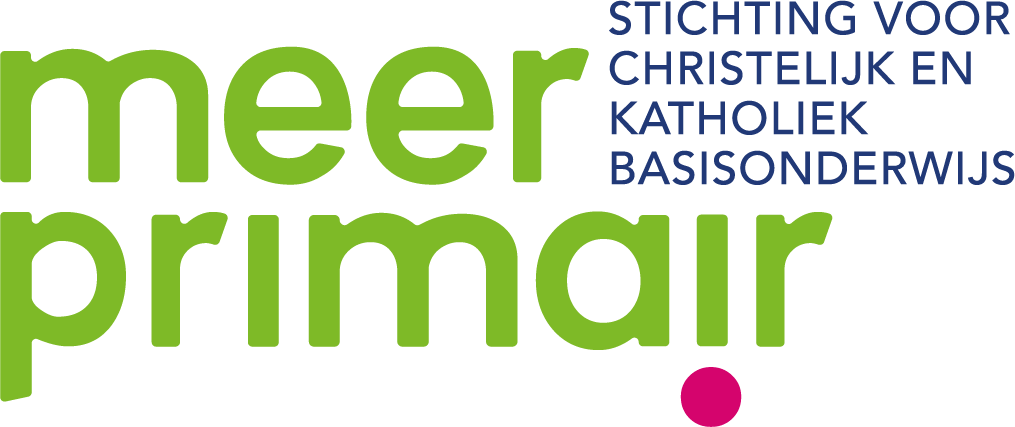 meer
primair
STICHTING VOOR
CHRISTELIJK EN
KATHOLIEK
BASISONDERWIJS